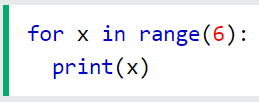 for x in range(6):
  print(x)